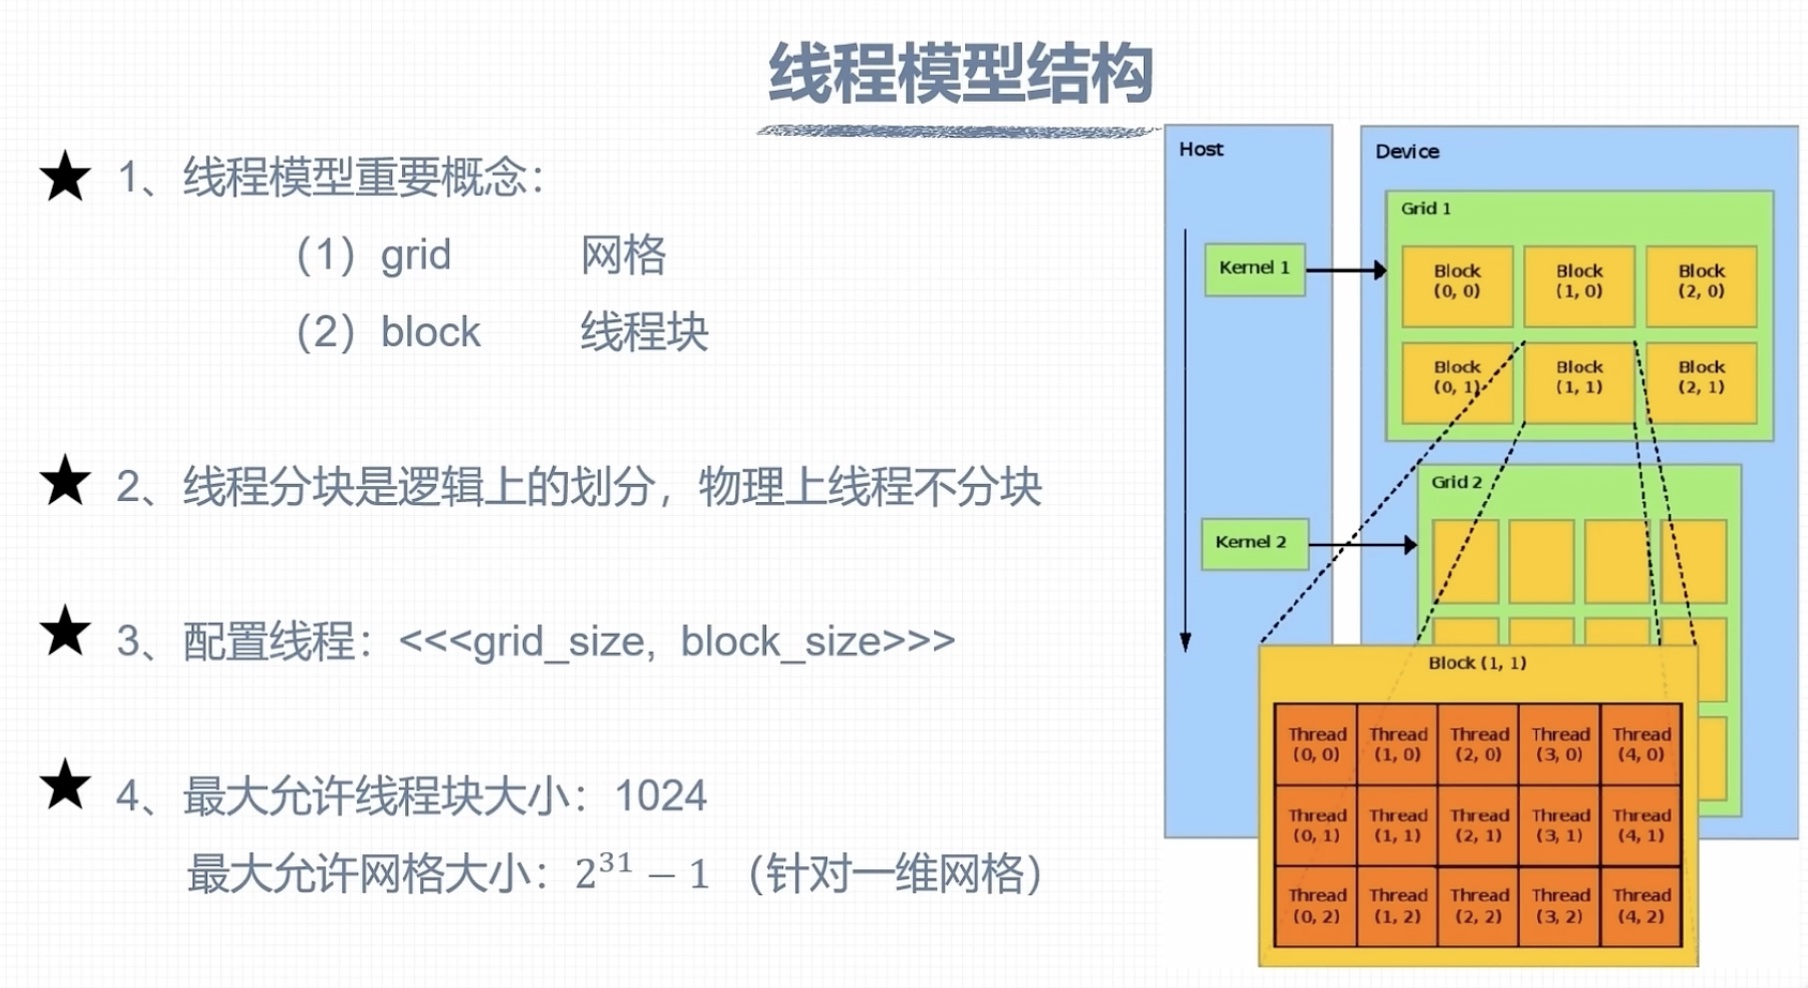 线程模型结构
1、线程模型重要概念：
（1）grid 网格
（2）block 线程块
2、线程分块是逻辑上的划分，物理上线程不分块
3、配置线程：<<<grid_size, block_size>>>
4、最大允许线程块大小：1024
最大允许网格大小：2³¹ − 1 （针对一维网格）
Host
Device
Grid 1
Kernel 1
Block (0, 0)
Block (1, 0)
Block (2, 0)
Block (0, 1)
Block (1, 1)
Block (2, 1)
Grid 2
Kernel 2
Block (1, 1)
Thread (0, 0)
Thread (1, 0)
Thread (2, 0)
Thread (3, 0)
Thread (4, 0)
Thread (0, 1)
Thread (1, 1)
Thread (2, 1)
Thread (3, 1)
Thread (4, 1)
Thread (0, 2)
Thread (1, 2)
Thread (2, 2)
Thread (3, 2)
Thread (4, 2)